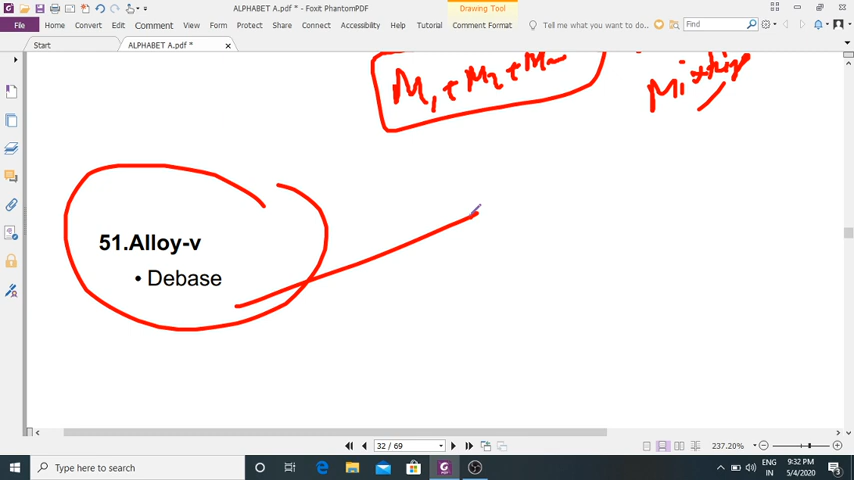 ALPHABET A.pdf * - Foxit PhantomPDF
Drawing Tool
File Home Convert Edit Comment View Form Protect Share Connect Accessibility Help Tutorial Comment Format Tell me what you want to do.. Find
Start ALPHABET A.pdf *
M1 + M2 + M
51.Alloy-v
• Debase
32 / 69
237.20%
Type here to search
ENG
IN
9:32 PM
5/4/2020
3